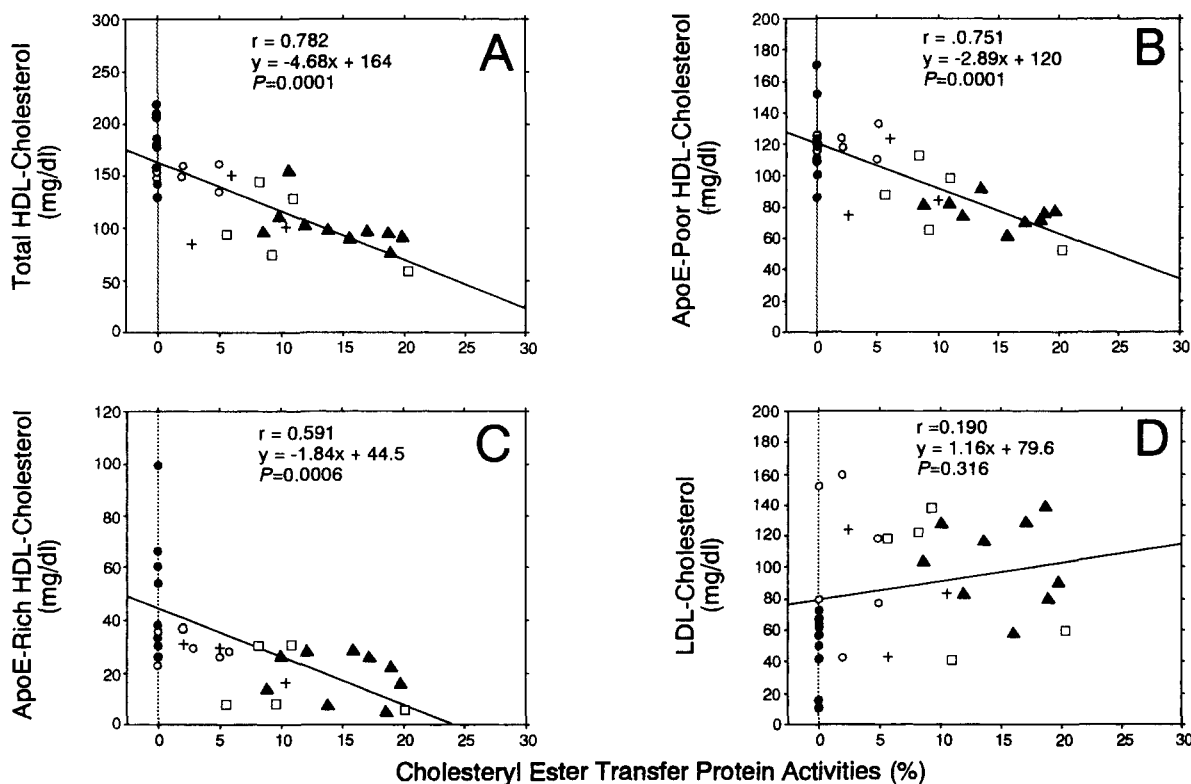 A
r = 0.782
y = -4.68x + 164
P=0.0001
Total HDL-Cholesterol
(mg/dl)
300
250
200
150
100
50
0
0 5 10 15 20 25 30
B
r = .0.751
y = -2.89x + 120
P=0.0001
ApoE-Poor HDL-Cholesterol
(mg/dl)
200
180
160
140
120
100
80
60
40
20
0
0 5 10 15 20 25 30
C
r = 0.591
y = -1.84x + 44.5
P=0.0006
ApoE-Rich HDL-Cholesterol
(mg/dl)
120
100
80
60
40
20
0
0 5 10 15 20 25 30
D
r =0.190
y = 1.16x + 79.6
P=0.316
LDL-Cholesterol
(mg/dl)
200
180
160
140
120
100
80
60
40
20
0
0 5 10 15 20 25 30
Cholesteryl Ester Transfer Protein Activities (%)